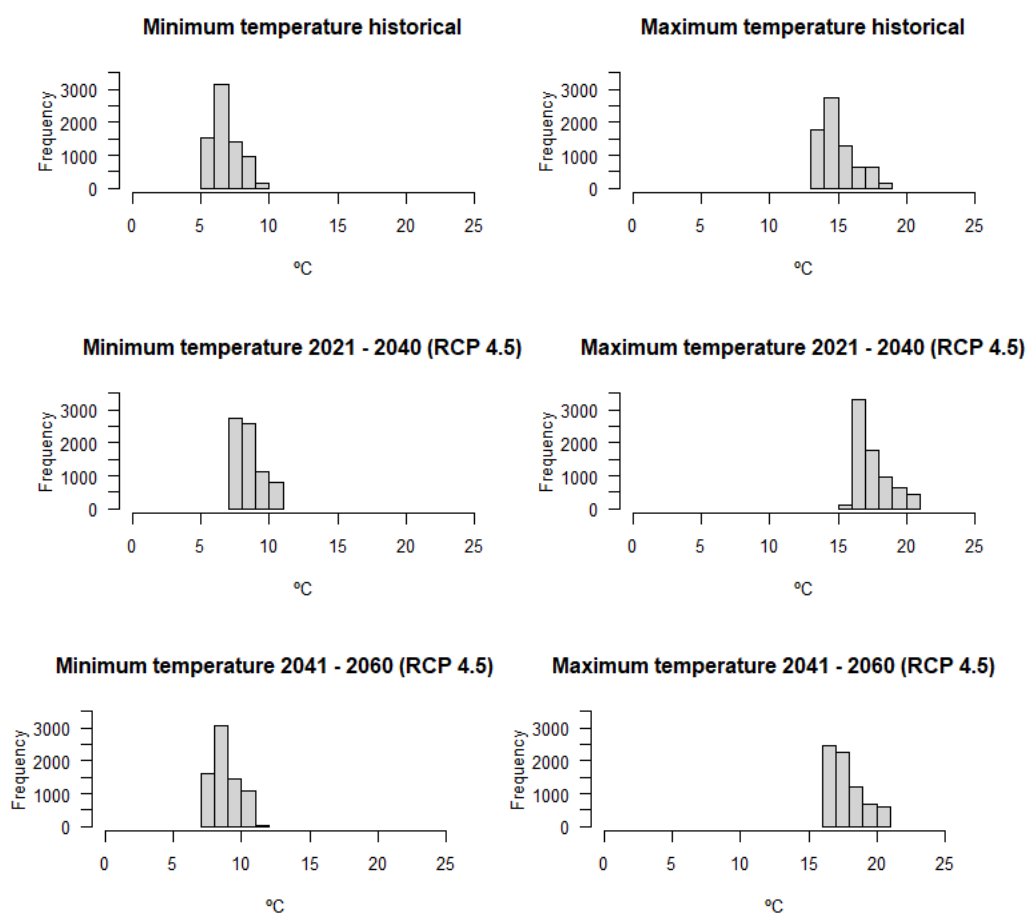 Minimum temperature historical
Frequency
3000
2000
1000
0
0 5 10 15 20 25
ºC
Maximum temperature historical
Frequency
3000
2000
1000
0
0 5 10 15 20 25
ºC
Minimum temperature 2021 - 2040 (RCP 4.5)
Frequency
3000
2000
1000
0
0 5 10 15 20 25
ºC
Maximum temperature 2021 - 2040 (RCP 4.5)
Frequency
3000
2000
1000
0
0 5 10 15 20 25
ºC
Minimum temperature 2041 - 2060 (RCP 4.5)
Frequency
3000
2000
1000
0
0 5 10 15 20 25
ºC
Maximum temperature 2041 - 2060 (RCP 4.5)
Frequency
3000
2000
1000
0
0 5 10 15 20 25
ºC